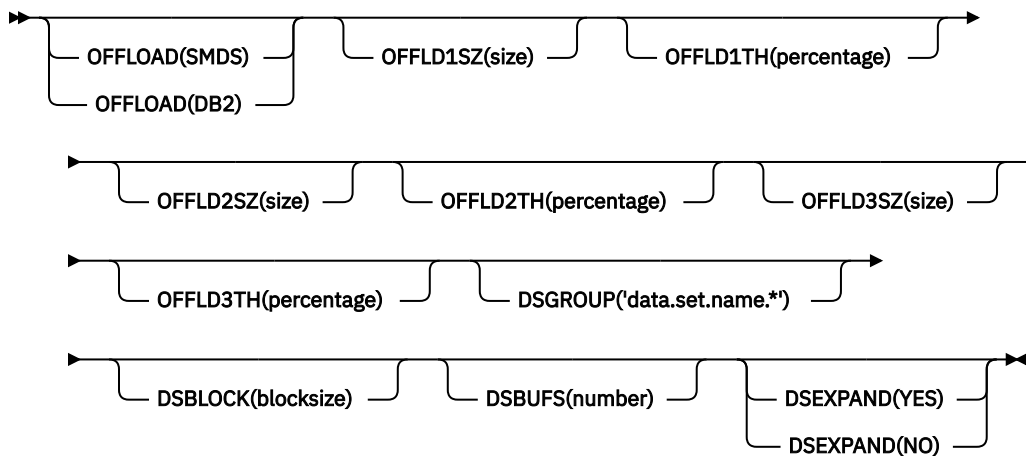 OFFLOAD(SMDS) OFFLD1SZ(size) OFFLD1TH(percentage)
OFFLOAD(DB2)
OFFLD2SZ(size) OFFLD2TH(percentage) OFFLD3SZ(size)
OFFLD3TH(percentage) DSGROUP('data.set.name.*')
DSBLOCK(blocksize) DSBUFS(number) DSEXPAND(YES)
DSEXPAND(NO)